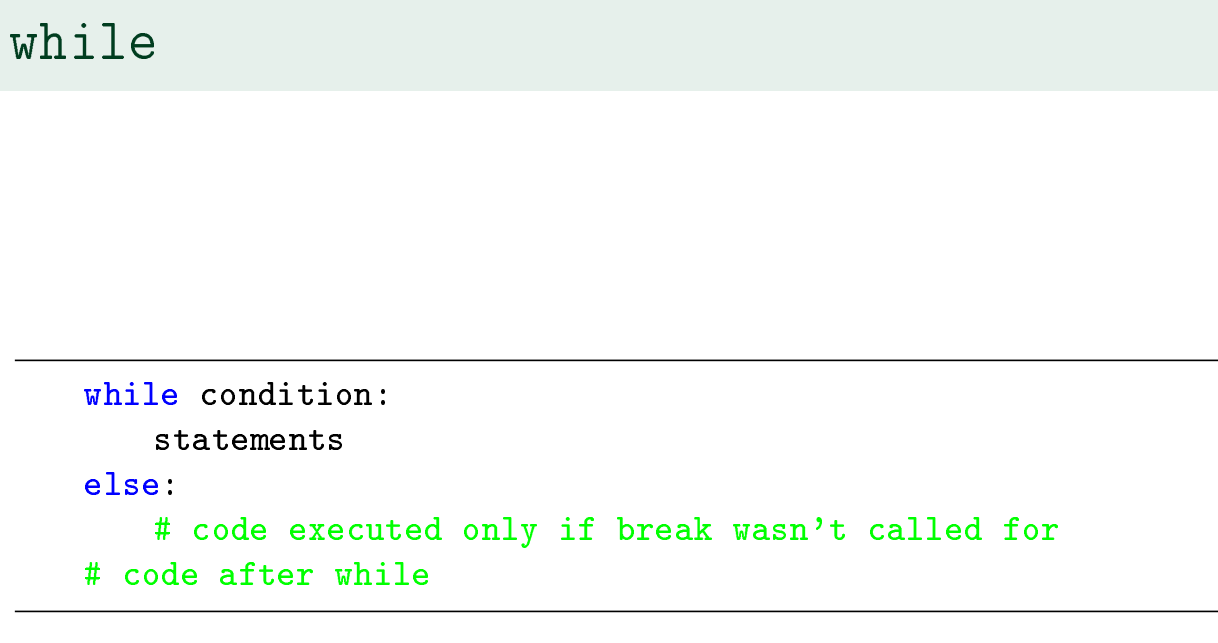 while
while condition:
statements
else:
# code executed only if break wasn't called for
# code after while